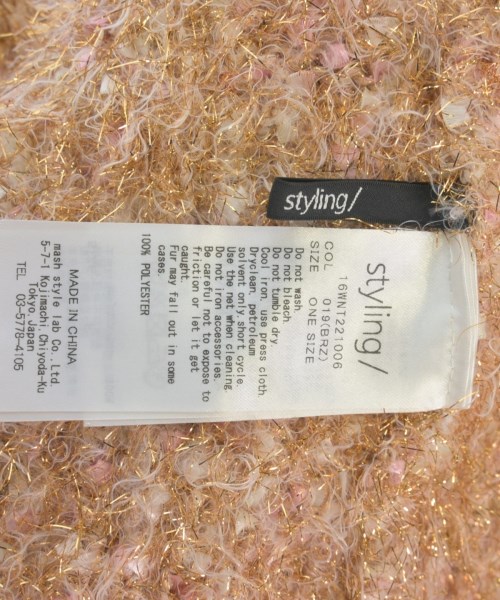 styling/
styling/
16WNT221006
COL 019(BRZ)
SIZE ONE SIZE
Do not wash
Do not bleach
Do not tumble dry
Cool iron, use press cloth
Dryclean, petroleum
solvent only,short cycle
Use the net when cleaning
Do not iron accessories.
Be careful not to expose to
friction or let it get
caught.
Fur may fall out in some
cases.
100% POLYESTER
MADE IN CHINA
mash style lab Co., Ltd.
5-7-1 Kojimachi, Chiyoda-Ku
Tokyo, Japan
TEL 03-5778-4105